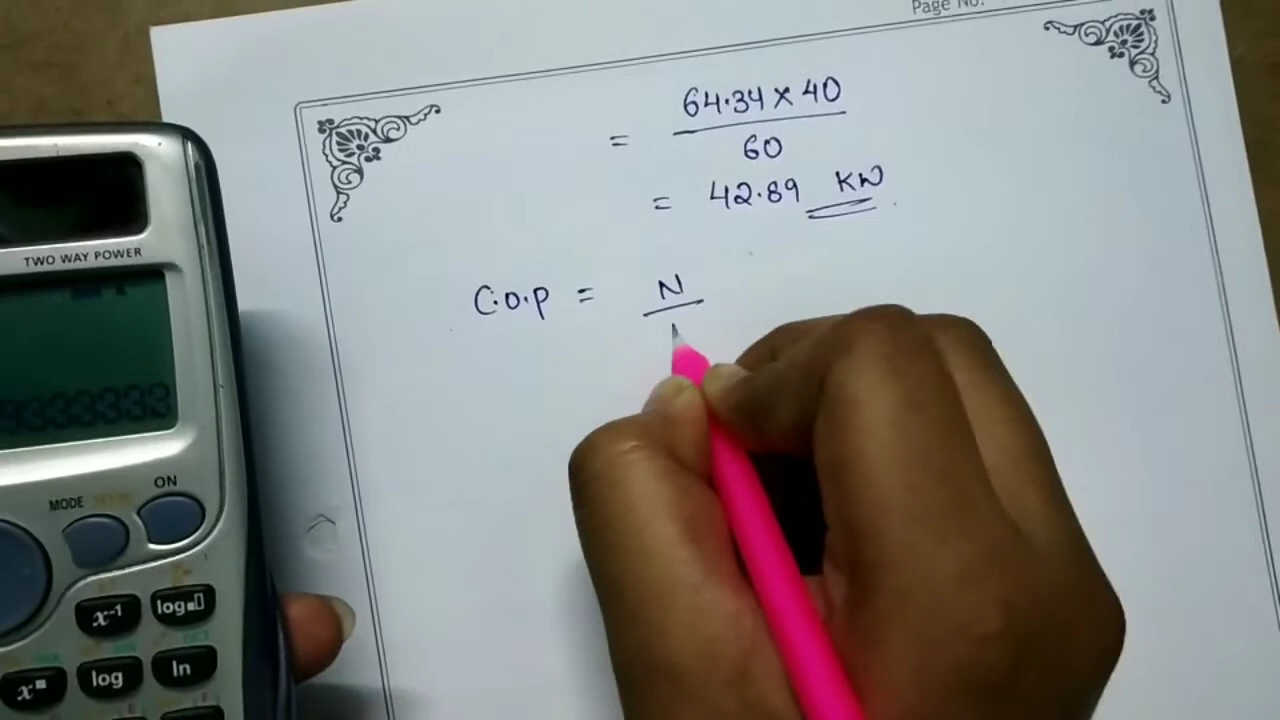 Page No.
= 64.34 × 40
60
= 42.89 KW
C.O.P = N
TWO WAY POWER
MODE
ON
x-1
log
x
log
ln